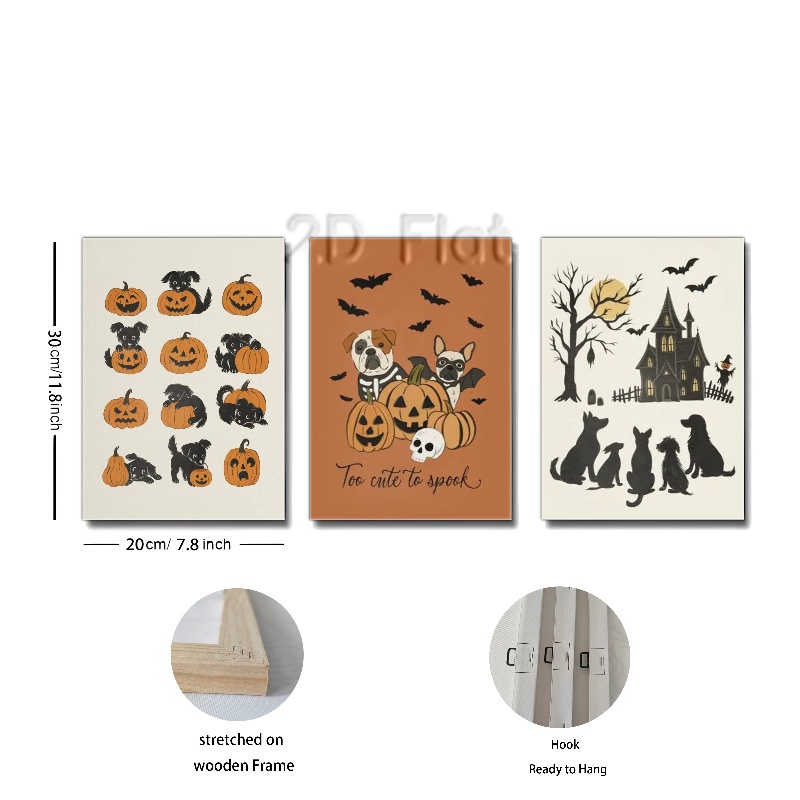 2D Flat
30cm/11.8inch
Too cute to spook
20cm/ 7.8 inch
stretched on
wooden Frame
Hook
Ready to Hang